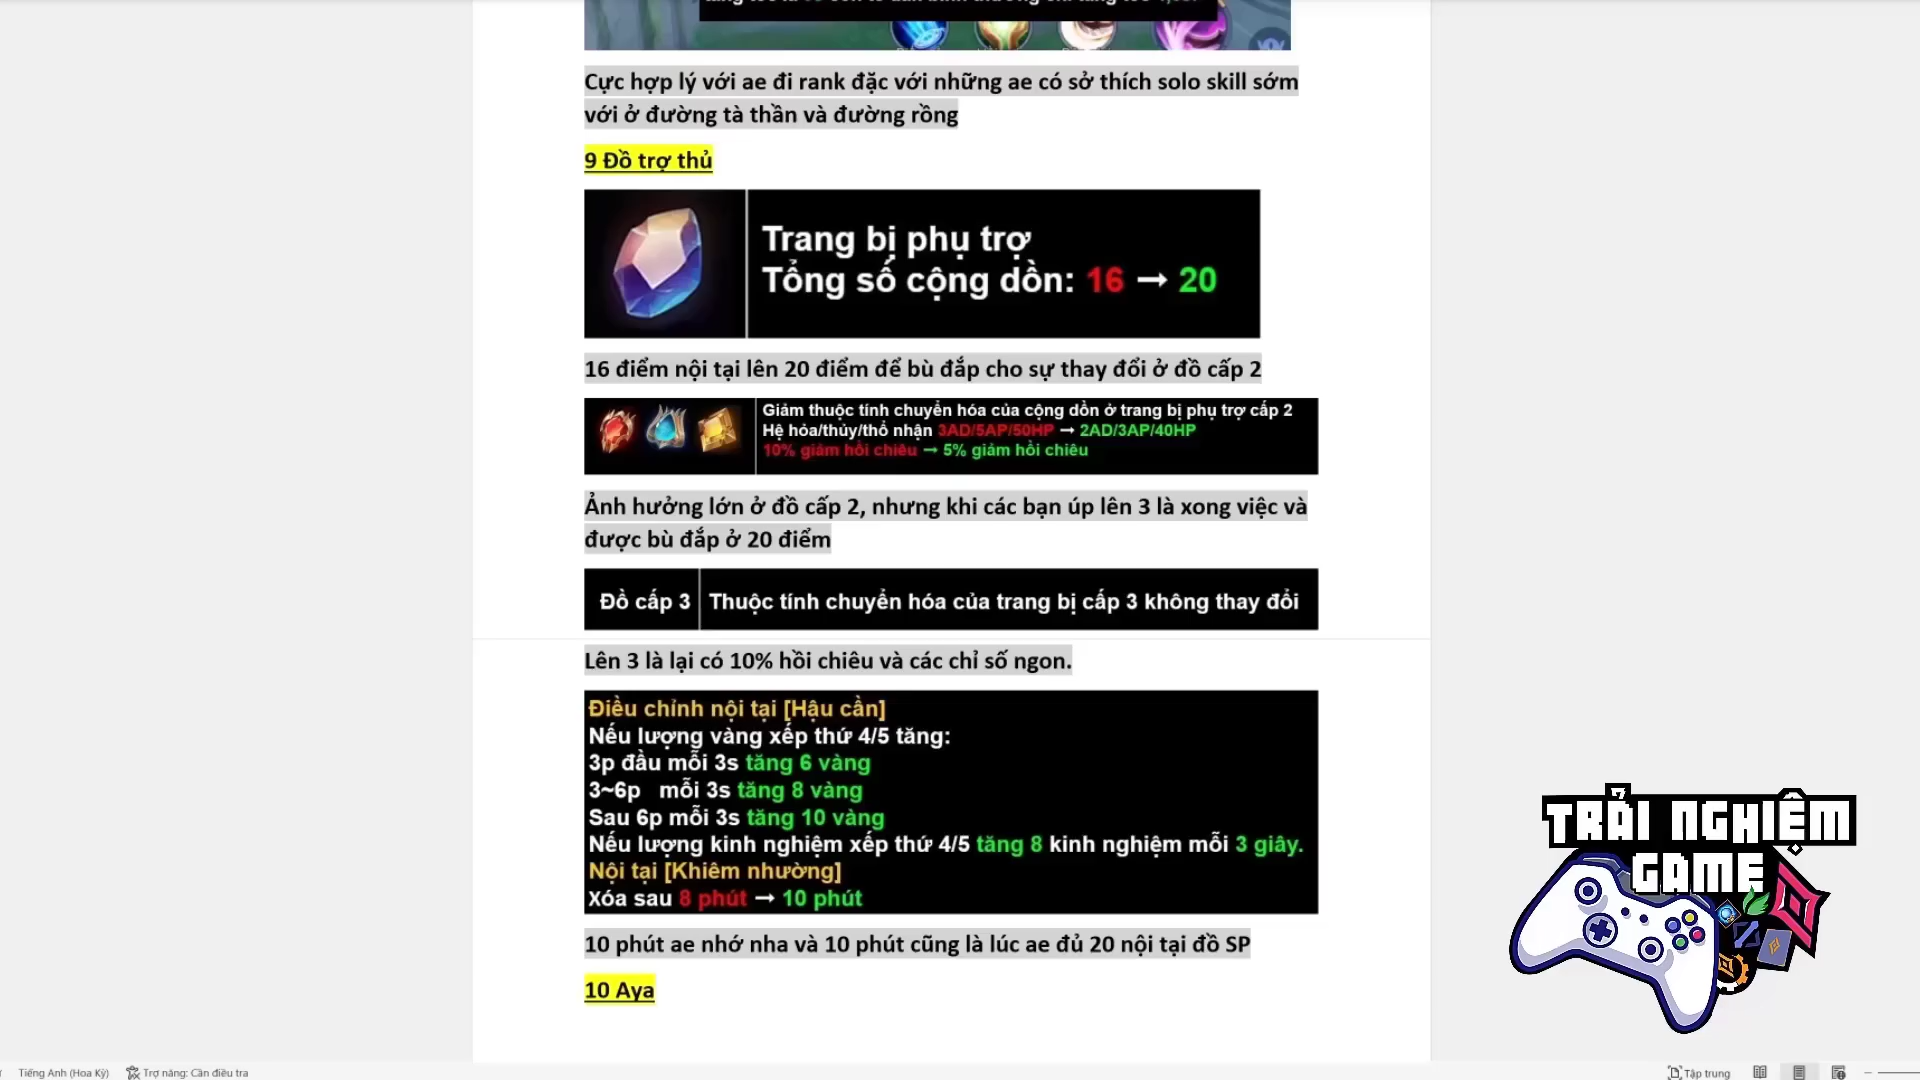 Cực hợp lý với ae đi rank đặc với những ae có sở thích solo skill sớm
với ở đường tà thần và đường rồng
9 Đồ trợ thủ
Trang bị phụ trợ
Tổng số cộng dồn: 16 → 20
16 điểm nội tại lên 20 điểm để bù đắp cho sự thay đổi ở đồ cấp 2
Giảm thuộc tính chuyển hóa của cộng dồn ở trang bị phụ trợ cấp 2
Hệ hỏa/thủy/thổ nhận 3AD/5AP/50HP → 2AD/3AP/40HP
10% giảm hồi chiêu → 5% giảm hồi chiêu
Ảnh hưởng lớn ở đồ cấp 2, nhưng khi các bạn úp lên 3 là xong việc và
được bù đắp ở 20 điểm
Đồ cấp 3 Thuộc tính chuyển hóa của trang bị cấp 3 không thay đổi
Lên 3 là lại có 10% hồi chiêu và các chỉ số ngon.
Điều chỉnh nội tại [Hậu cần]
Nếu lượng vàng xếp thứ 4/5 tăng:
3p đầu mỗi 3s tăng 6 vàng
3~6p mỗi 3s tăng 8 vàng
Sau 6p mỗi 3s tăng 10 vàng
Nếu lượng kinh nghiệm xếp thứ 4/5 tăng 8 kinh nghiệm mỗi 3 giây.
Nội tại [Khiêm nhường]
Xóa sau 8 phút → 10 phút
10 phút ae nhớ nha và 10 phút cũng là lúc ae đủ 20 nội tại đồ SP
10 Aya
TRẢI NGHIỆM
GAME
Tiếng Anh (Hoa Kỳ) Trợ năng: Cần điều tra
Tập trung